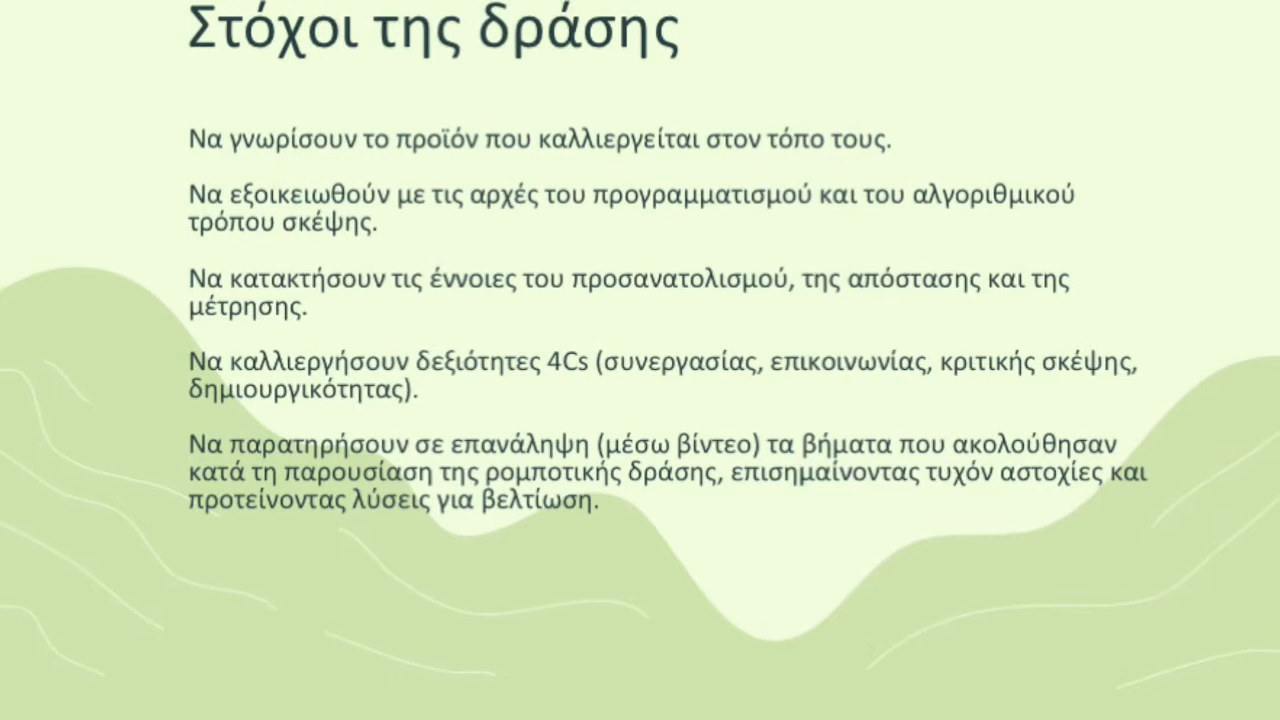 Στόχοι της δράσης
Να γνωρίσουν το προϊόν που καλλιεργείται στον τόπο τους.
Να εξοικειωθούν με τις αρχές του προγραμματισμού και του αλγοριθμικού
τρόπου σκέψης.
Να κατακτήσουν τις έννοιες του προσανατολισμού, της απόστασης και της
μέτρησης.
Να καλλιεργήσουν δεξιότητες 4Cs (συνεργασίας, επικοινωνίας, κριτικής σκέψης,
δημιουργικότητας).
Να παρατηρήσουν σε επανάληψη (μέσω βίντεο) τα βήματα που ακολούθησαν
κατά τη παρουσίαση της ρομποτικής δράσης, επισημαίνοντας τυχόν αστοχίες και
προτείνοντας λύσεις για βελτίωση.